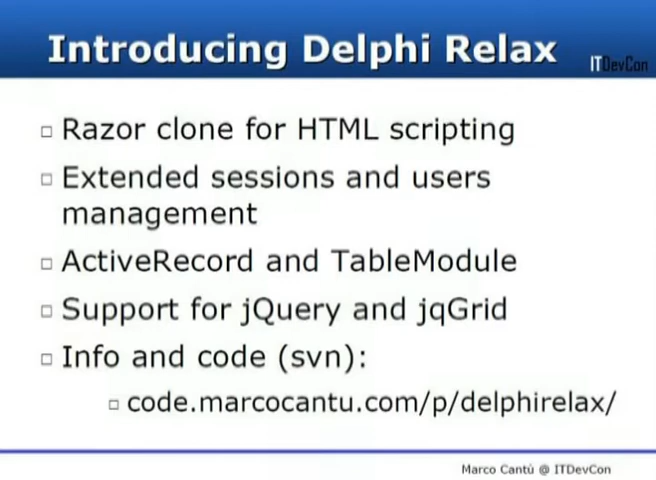 Introducing Delphi Relax
ITDevCon
Razor clone for HTML scripting
Extended sessions and users
management
ActiveRecord and TableModule
Support for jQuery and jqGrid
Info and code (svn):
code.marcocantu.com/p/delphirelax/
Marco Cantú @ ITDevCon